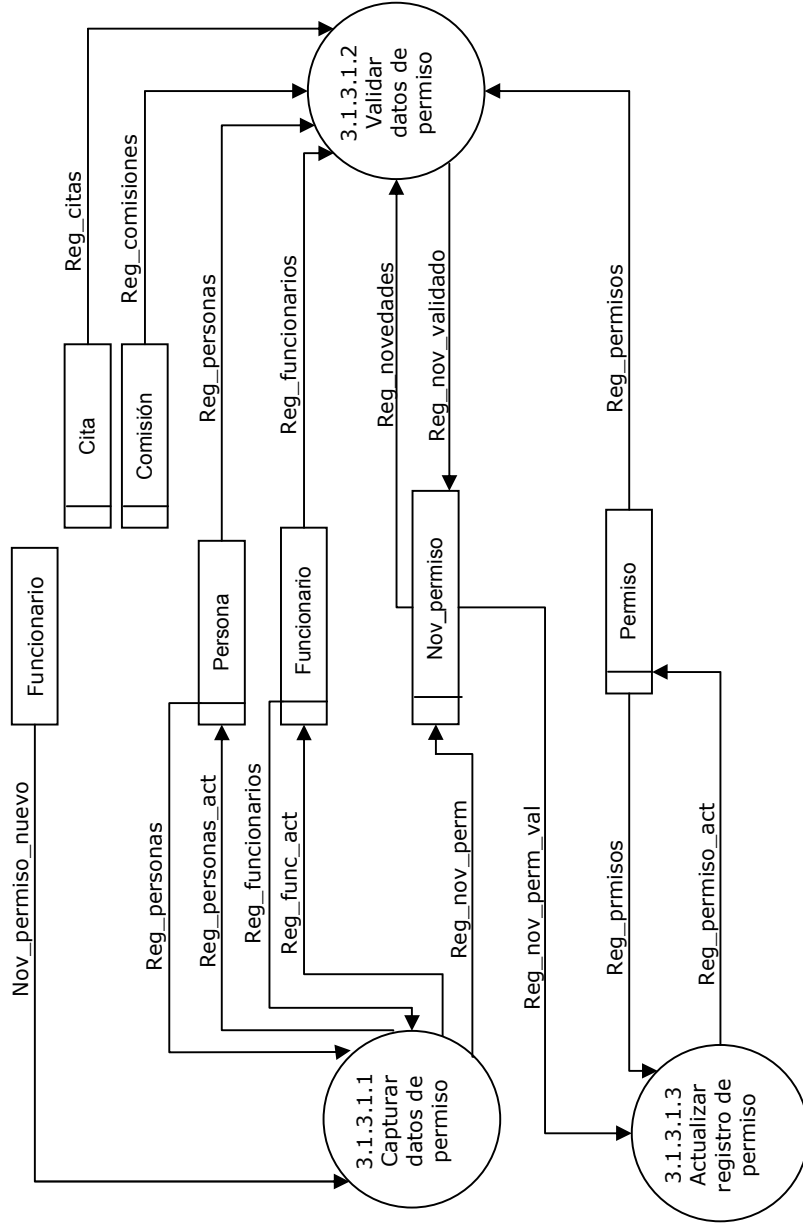 Funcionario
Nov_permiso_nuevo
Cita
Reg_citas
Comisión
Reg_comisiones
Reg_personas
Persona
Reg_personas
Reg_personas_act
Reg_funcionarios
Funcionario
Reg_funcionarios
Reg_func_act
3.1.3.1.1
Capturar
datos de
permiso
3.1.3.1.2
Validar
datos de
permiso
Reg_nov_perm
Nov_permiso
Reg_novedades
Reg_nov_validado
Reg_nov_perm_val
Reg_prmisos
Permiso
Reg_permisos
Reg_permiso_act
3.1.3.1.3
Actualizar
registro de
permiso